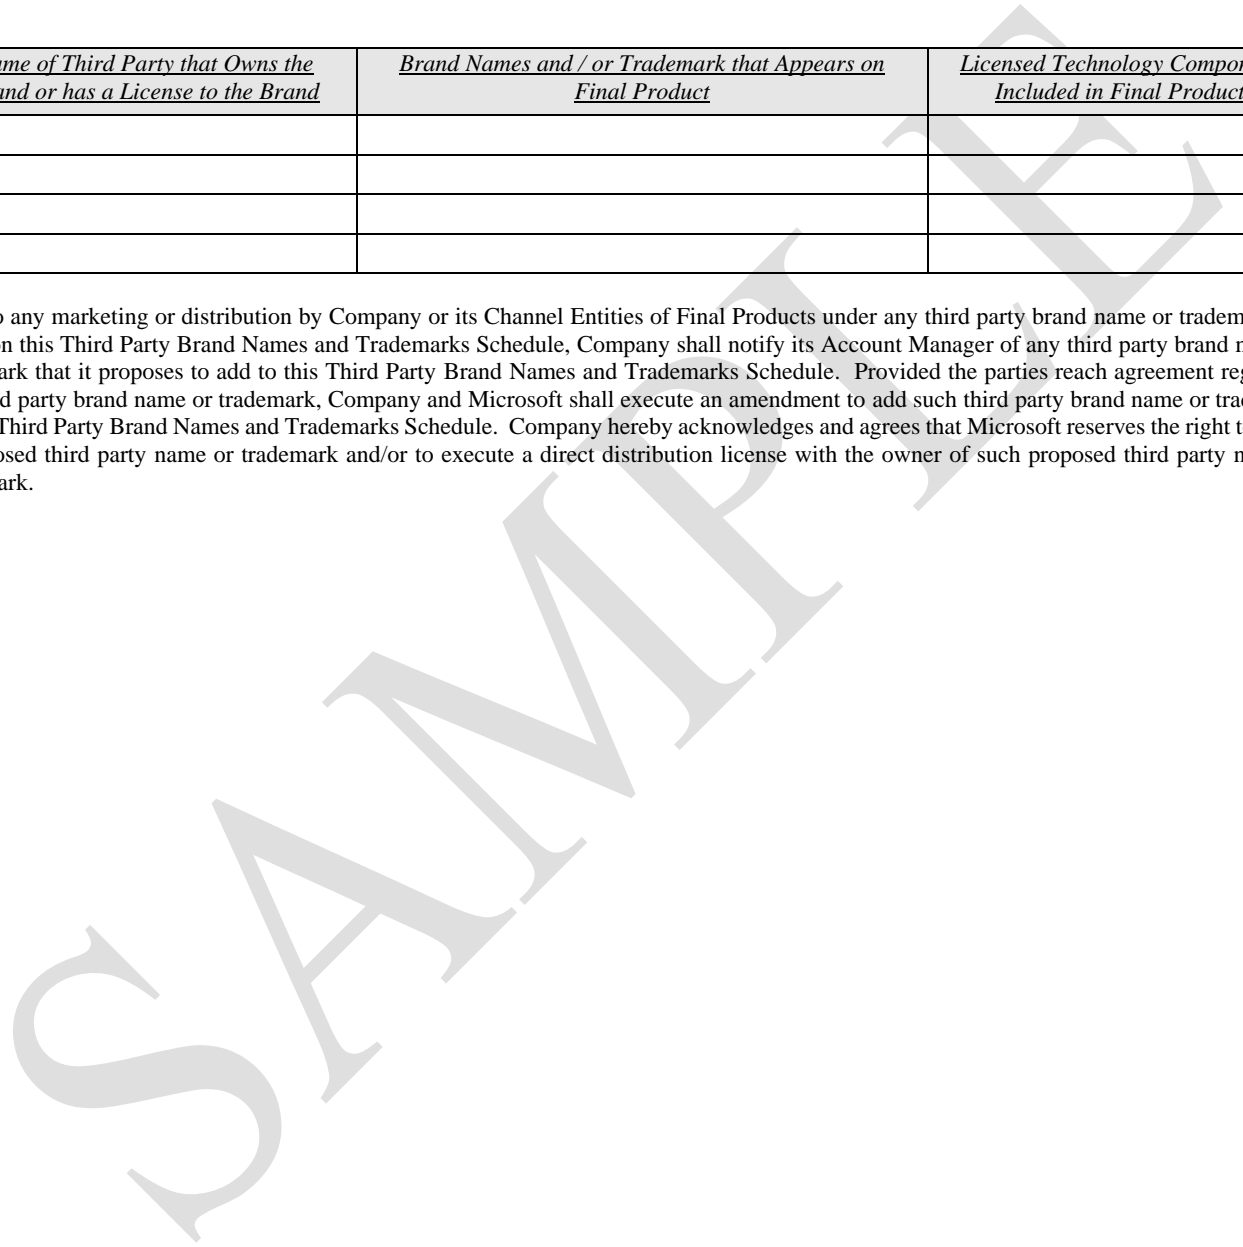 ame of Third Party that Owns the
and or has a License to the Brand
Brand Names and / or Trademark that Appears on
Final Product
Licensed Technology Compon
Included in Final Product
o any marketing or distribution by Company or its Channel Entities of Final Products under any third party brand name or tradem
on this Third Party Brand Names and Trademarks Schedule, Company shall notify its Account Manager of any third party brand n
ark that it proposes to add to this Third Party Brand Names and Trademarks Schedule.  Provided the parties reach agreement reg
d party brand name or trademark, Company and Microsoft shall execute an amendment to add such third party brand name or trad
Third Party Brand Names and Trademarks Schedule.  Company hereby acknowledges and agrees that Microsoft reserves the right t
osed third party name or trademark and/or to execute a direct distribution license with the owner of such proposed third party n
ark.
SAMPLE